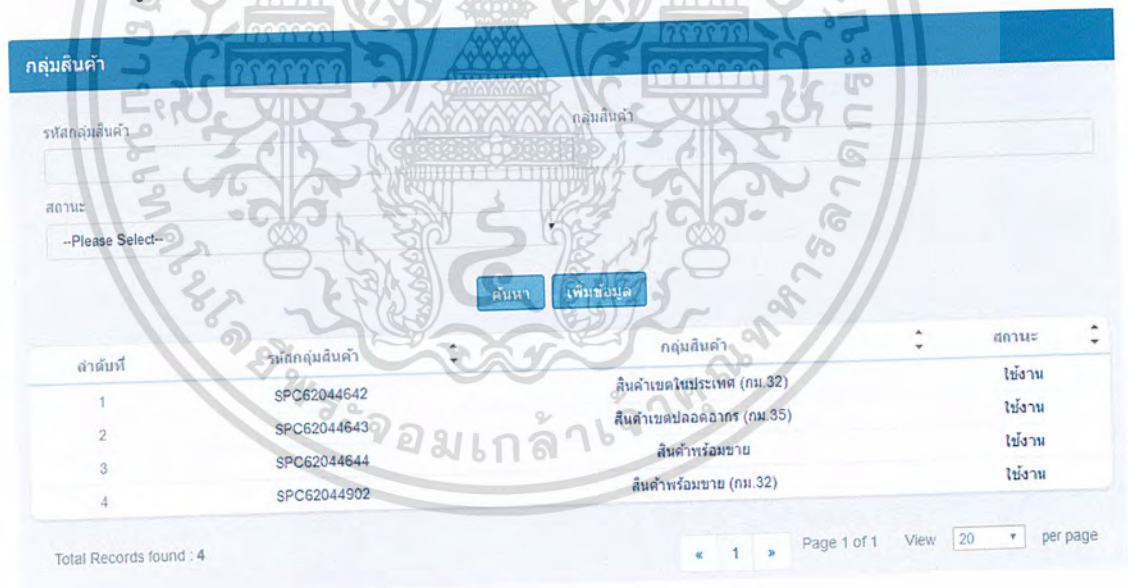 กลุ่มสินค้า
รหัสกลุ่มสินค้า กลุ่มสินค้า
สถานะ
--Please Select--
ค้นหา เพิ่มข้อมูล
ลำดับที่ รหัสกลุ่มสินค้า กลุ่มสินค้า สถานะ
1 SPC62044642 สินค้าเขตในประเทศ (กม.32) ใช้งาน
2 SPC62044643 สินค้าเขตปลอดอากร (กม.35) ใช้งาน
3 SPC62044644 สินค้าพร้อมขาย ใช้งาน
4 SPC62044902 สินค้าพร้อมขาย (กม.32) ใช้งาน
Total Records found : 4 « 1 » Page 1 of 1 View 20 per page